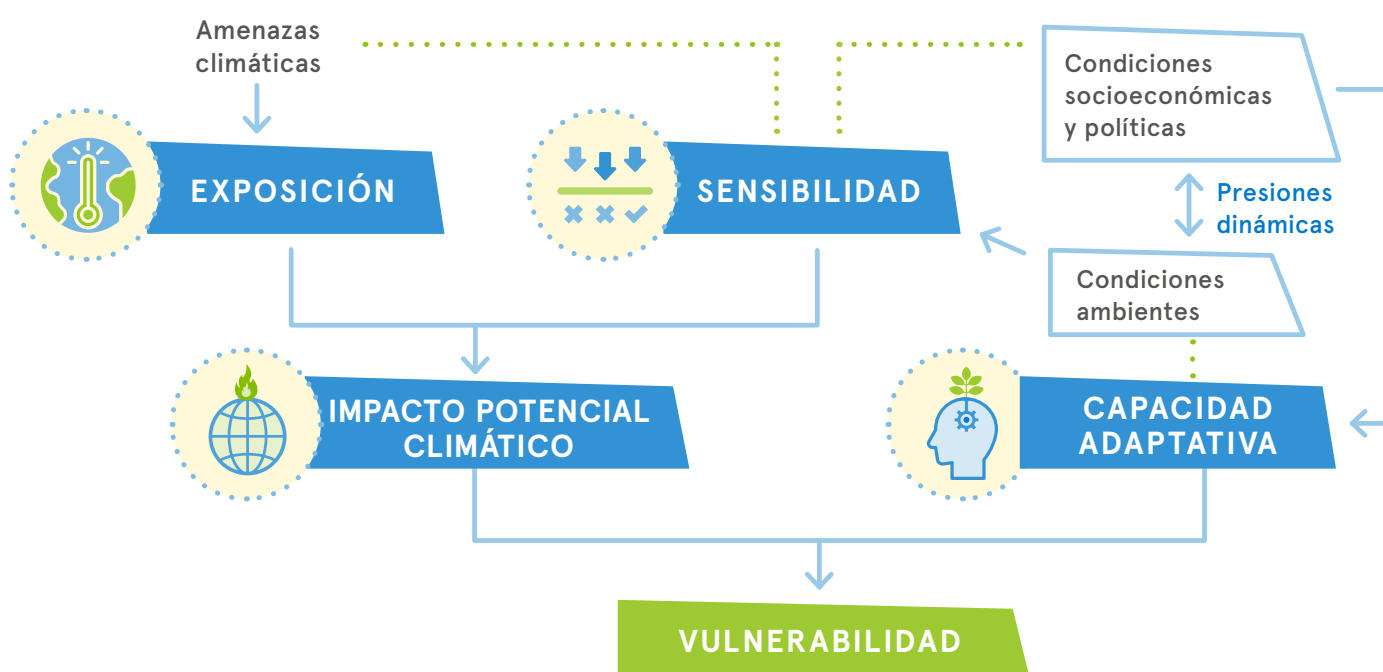 Amenazas
climáticas
Condiciones
socioeconómicas
y políticas
EXPOSICIÓN
SENSIBILIDAD
Presiones
dinámicas
Condiciones
ambientes
IMPACTO POTENCIAL
CLIMÁTICO
CAPACIDAD
ADAPTATIVA
VULNERABILIDAD